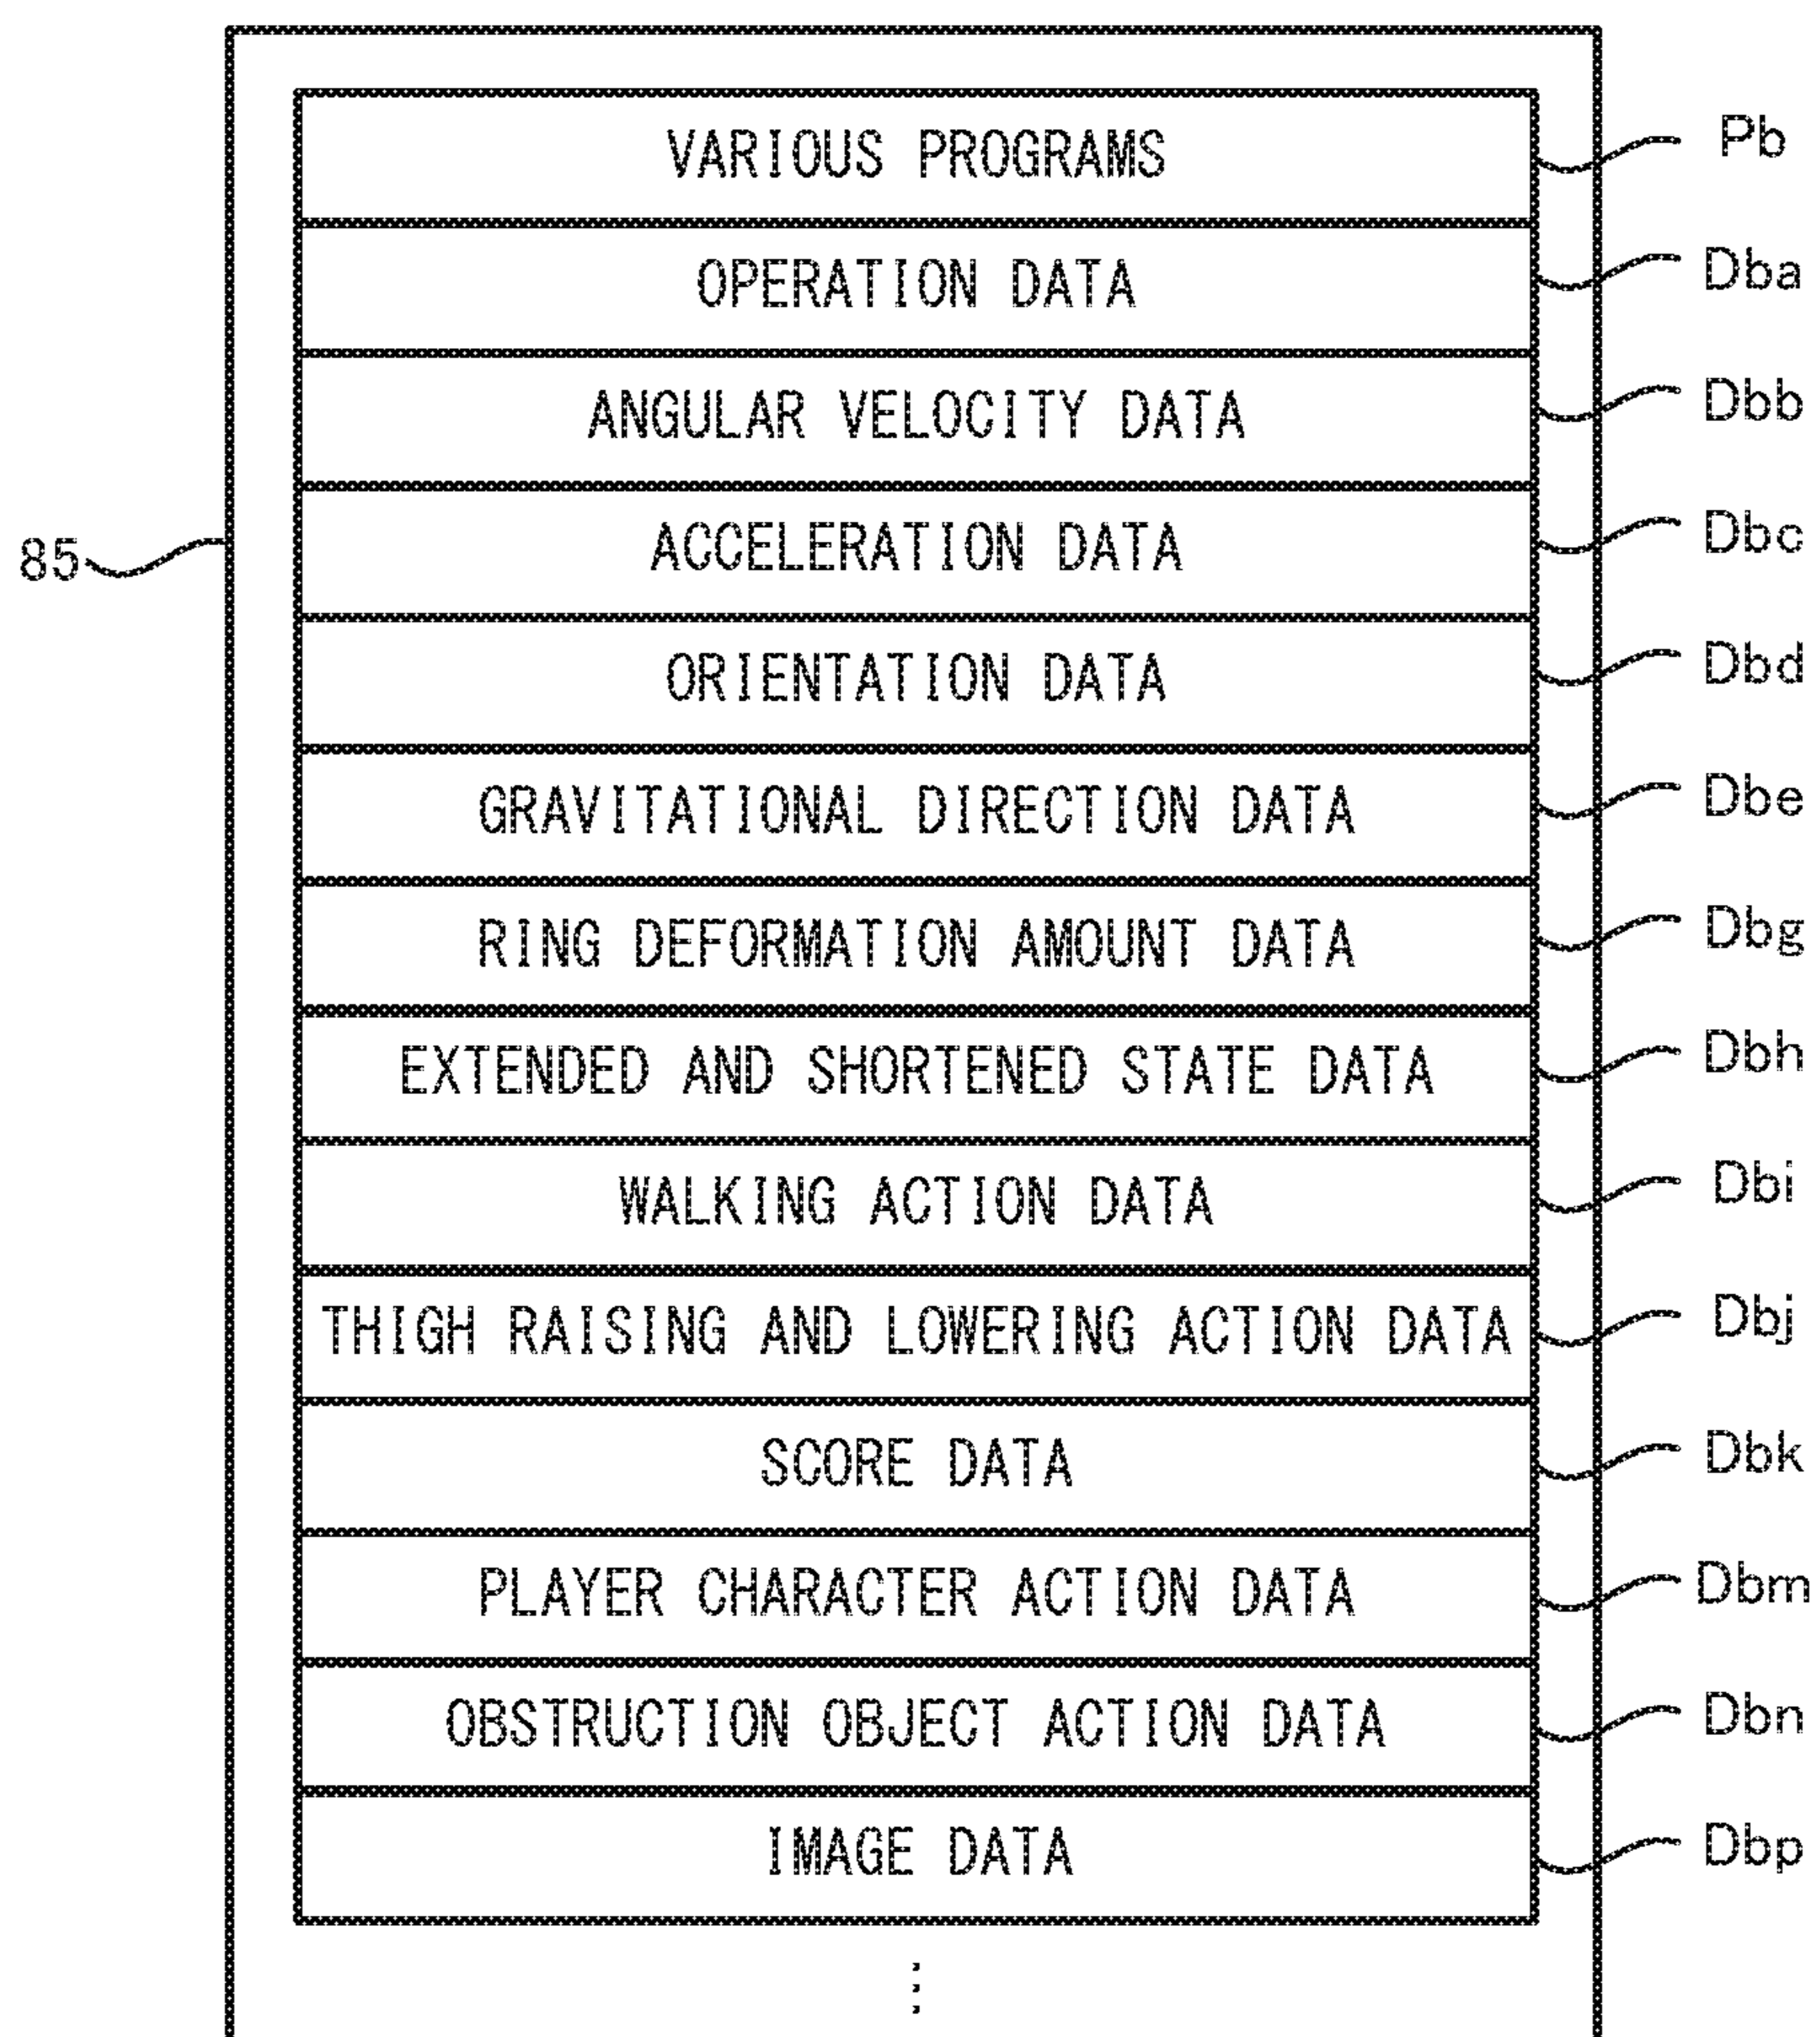 VARIOUS PROGRAMS Pb
OPERATION DATA Dba
ANGULAR VELOCITY DATA Dbb
ACCELERATION DATA Dbc
85
ORIENTATION DATA Dbd
GRAVITATIONAL DIRECTION DATA Dbe
RING DEFORMATION AMOUNT DATA Dbg
EXTENDED AND SHORTENED STATE DATA Dbh
WALKING ACTION DATA Dbi
THIGH RAISING AND LOWERING ACTION DATA Dbj
SCORE DATA Dbk
PLAYER CHARACTER ACTION DATA Dbm
OBSTRUCTION OBJECT ACTION DATA Dbn
IMAGE DATA Dbp